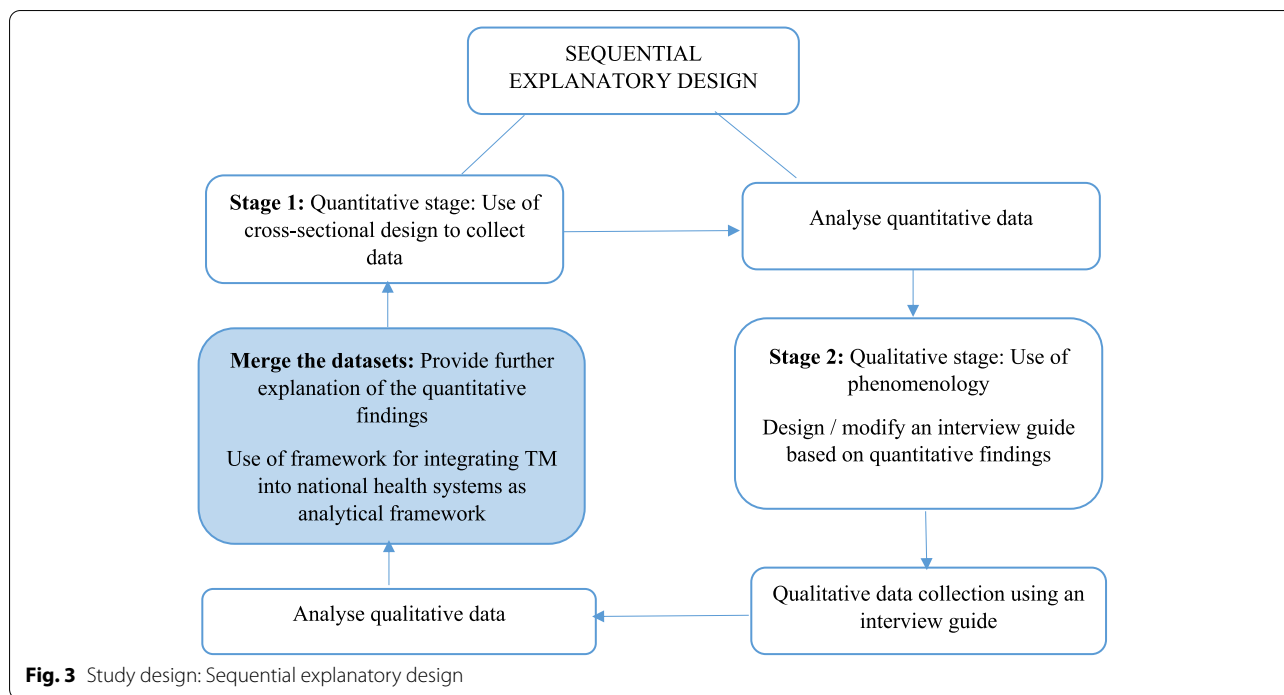 SEQUENTIAL
EXPLANATORY DESIGN
Stage 1: Quantitative stage: Use of
cross-sectional design to collect
data
Analyse quantitative data
Merge the datasets: Provide further
explanation of the quantitative
findings
Use of framework for integrating TM
into national health systems as
analytical framework
Stage 2: Qualitative stage: Use of
phenomenology
Design / modify an interview guide
based on quantitative findings
Analyse qualitative data
Qualitative data collection using an
interview guide
Fig. 3 Study design: Sequential explanatory design